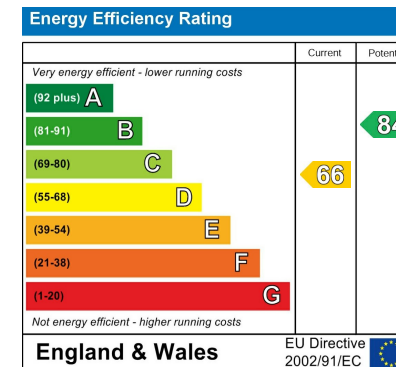 Energy Efficiency Rating
Current Potent
Very energy efficient - lower running costs
(92 plus) A
(81-91) B
84
(69-80) C
66
(55-68) D
(39-54) E
(21-38) F
(1-20) G
Not energy efficient - higher running costs
England & Wales
EU Directive
2002/91/EC